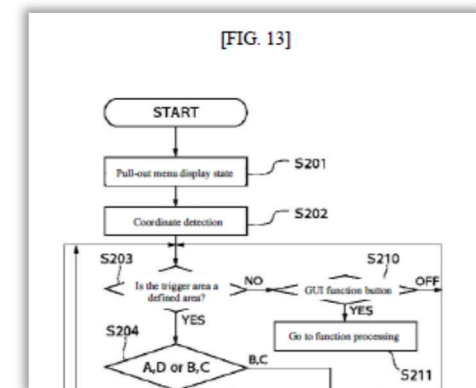 [FIG. 13]
START
Pull-out menu display state
S201
Coordinate detection
S202
S203
Is the trigger area a
defined area?
NO
S210
GUI function button
OFF
YES
YES
Go to function processing
S211
S204
A,D or B,C
B,C